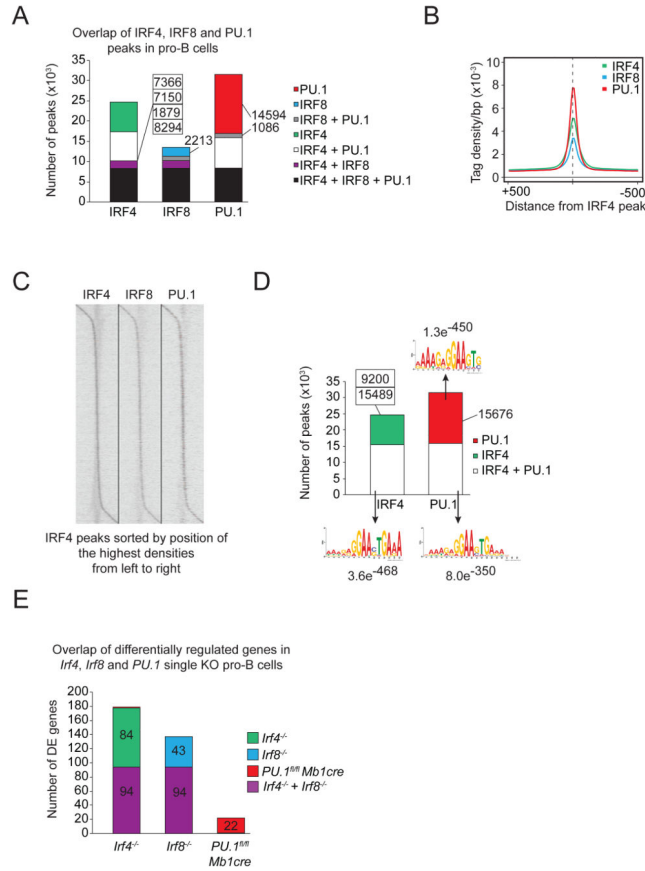 A
Overlap of IRF4, IRF8 and PU.1
peaks in pro-B cells
Number of peaks (x10³)
35
30
25
20
15
10
5
0
7366
7150
1879
8294
2213
14594
1086
IRF4
IRF8
PU.1
PU.1
IRF8
IRF8 + PU.1
IRF4
IRF4 + PU.1
IRF4 + IRF8
IRF4 + IRF8 + PU.1
B
Tag density/bp (x10⁻³)
10
8
6
4
2
0
IRF4
IRF8
PU.1
+500
-500
Distance from IRF4 peak
C
IRF4
IRF8
PU.1
IRF4 peaks sorted by position of
the highest densities
from left to right
D
1.3e⁻⁴⁵⁰
Number of peaks (x10³)
35
30
25
20
15
10
5
0
9200
15489
15676
PU.1
IRF4
IRF4 + PU.1
IRF4
PU.1
3.6e⁻⁴⁶⁸
8.0e⁻³⁵⁰
E
Overlap of differentially regulated genes in
Irf4, Irf8 and PU.1 single KO pro-B cells
Number of DE genes
200
180
160
140
120
100
80
60
40
20
0
84
94
43
94
22
Irf4⁻/⁻
Irf8⁻/⁻
PU.1ᶠˡ/ᶠˡ
Mb1cre
Irf4⁻/⁻
Irf8⁻/⁻
PU.1ᶠˡ/ᶠˡ Mb1cre
Irf4⁻/⁻ + Irf8⁻/⁻